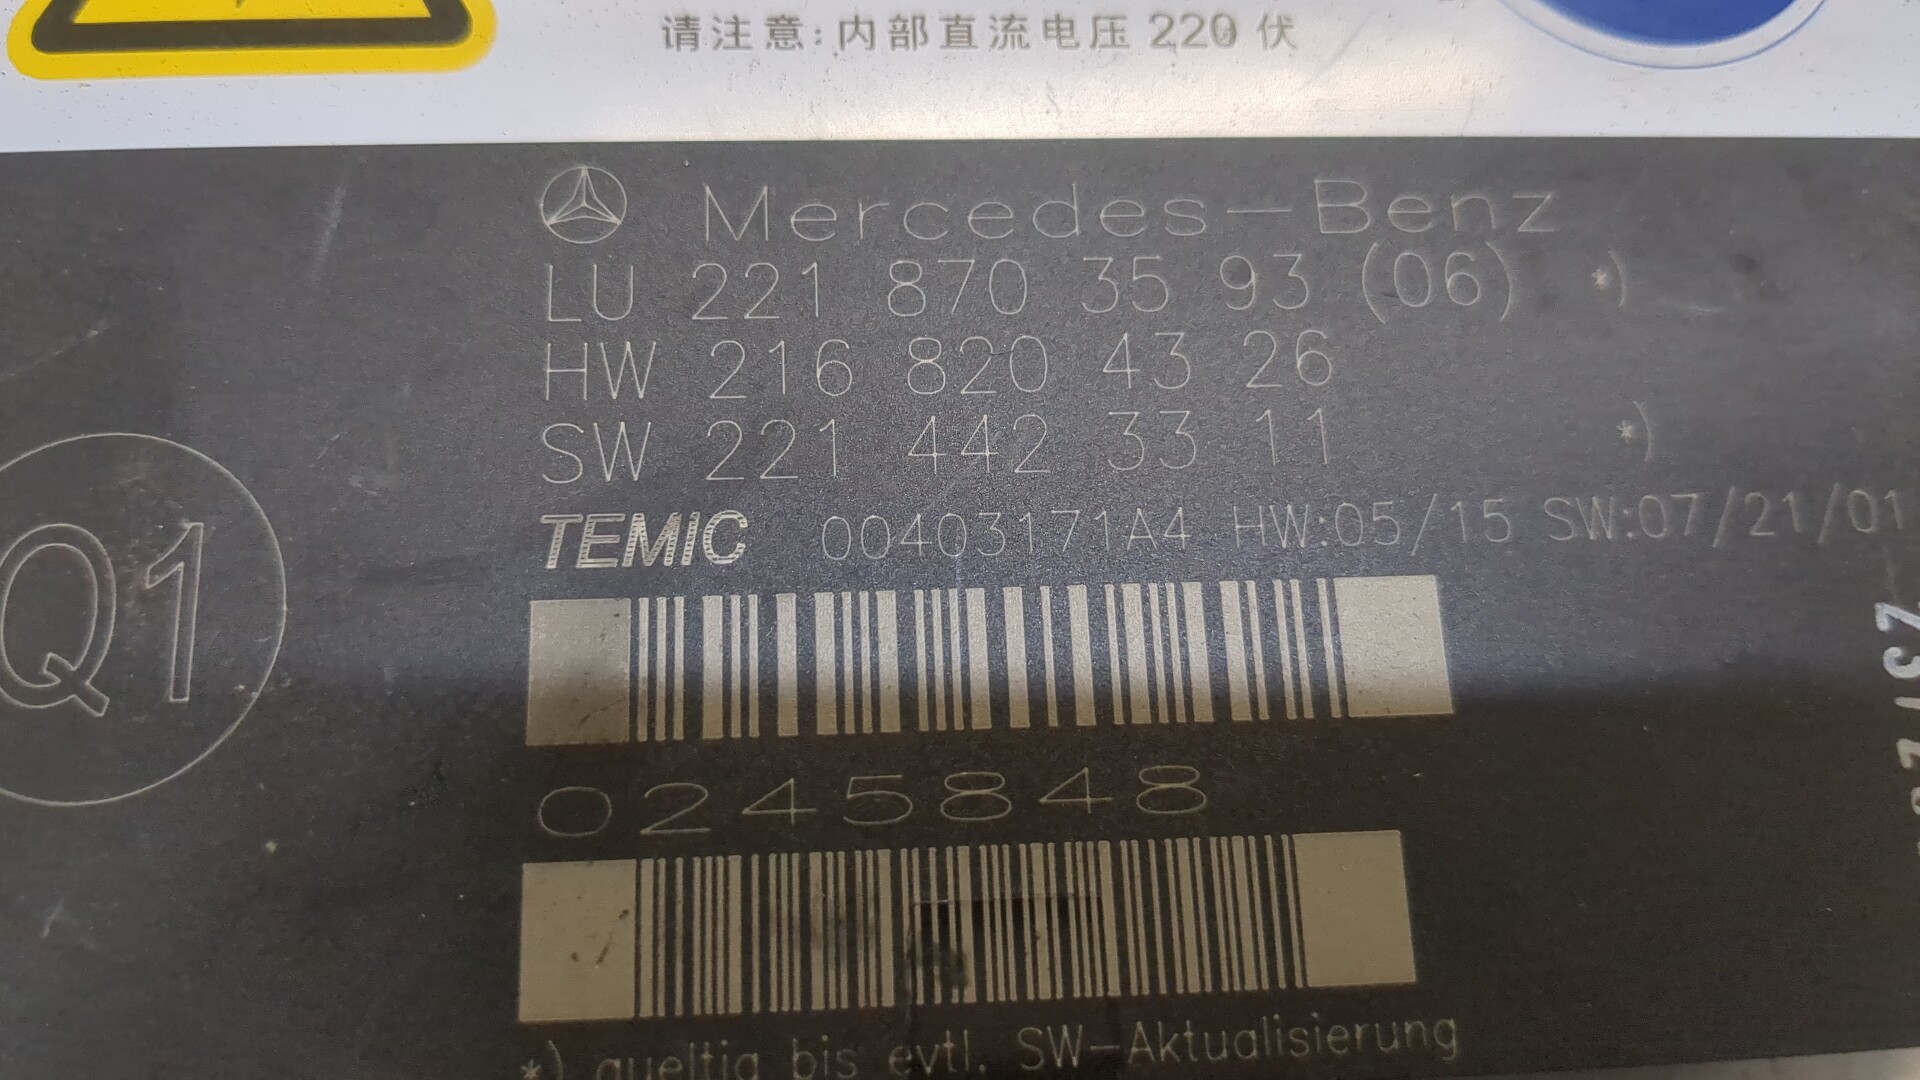 请注意: 内部直流电压 220 伏
Mercedes-Benz
LU 221 870 35 93 (06) *)
HW 216 820 43 26
SW 221 442 33 11 *)
TEMIC 00403171A4 HW:05/15 SW:07/21/01
Q1
0245848
*) gueltig bis evtl. SW-Aktualisierung